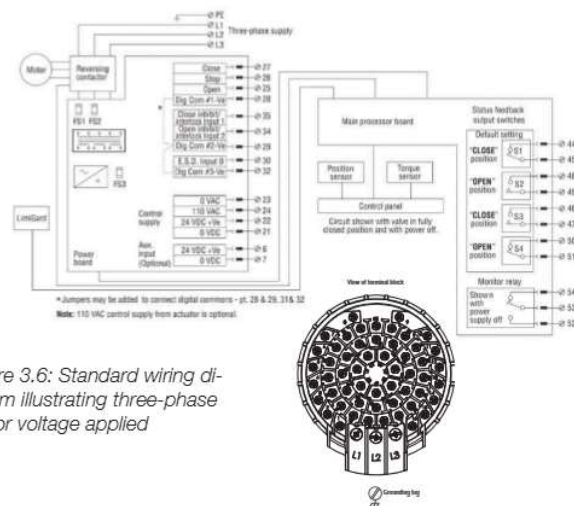 PE
L1
L2
L3
Three-phase supply
Motor
Reversing contactor
FS1 FS2
FS3
Close 27
Stop 26
Open 25
Dig Com #1-Ve 28
Close inhibit/ interlock Input 1 35
Open inhibit/ interlock Input 2 34
Dig Com #2-Ve 29
E.S.D. Input 0 30
Dig Com #3-Ve 32
*
Control supply
0 VAC 23
110 VAC 24
24 VDC +Ve 22
0 VDC 21
Aux. input (Optional)
24 VDC +Ve 6
0 VDC 7
LimiGard
Power board
* Jumpers may be added to connect digital commons - pt. 28 & 29, 31& 32
Note: 110 VAC control supply from actuator is optional.
Main processor board
Position sensor
Torque sensor
Control panel
Circuit shown with valve in fully closed position and with power off.
Status feedback output switches
Default setting
"CLOSE" position S1
44
45
"OPEN" position S2
"CLOSE" position S3
"OPEN" position S4
Monitor relay
Shown with power supply off
View of terminal block
L1 L2 L3
Grounding lug
re 3.6: Standard wiring di-
m illustrating three-phase
or voltage applied